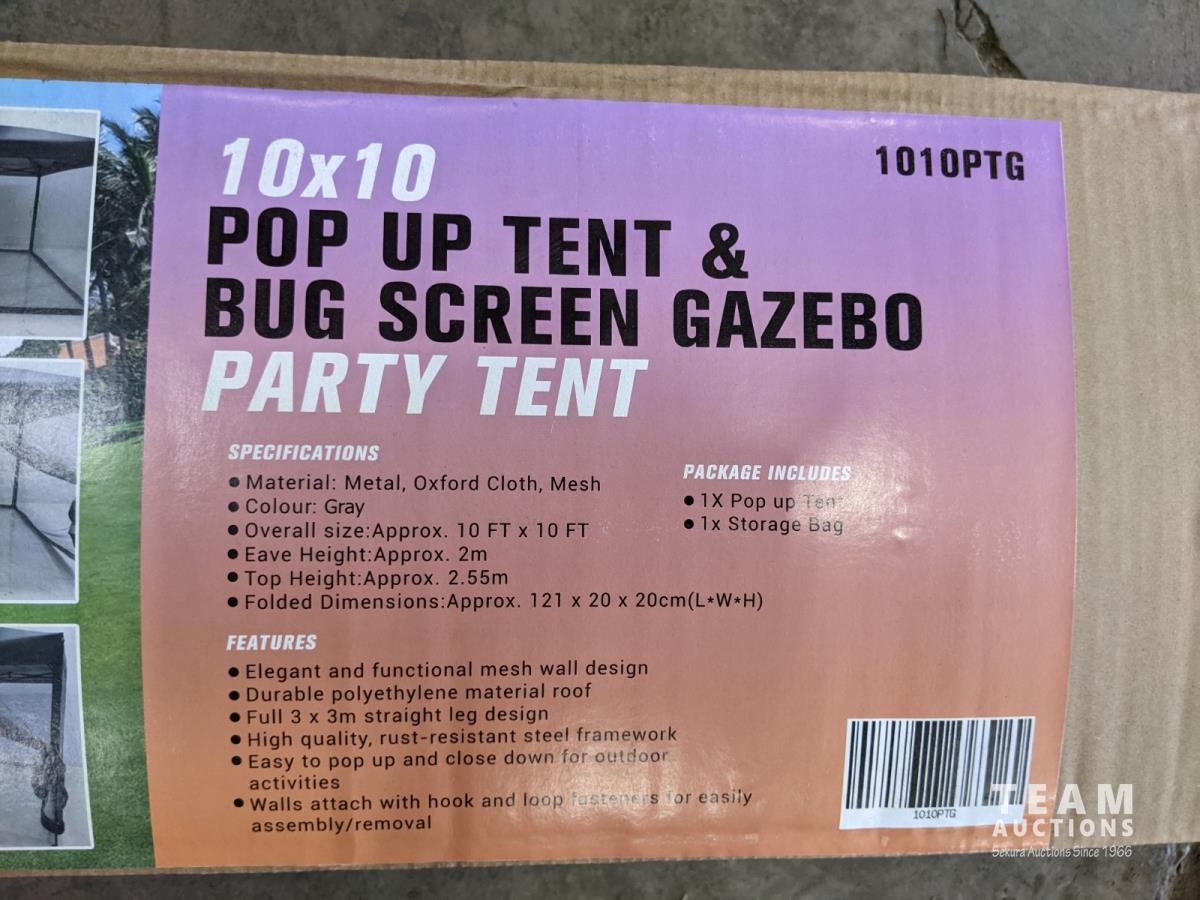 10x10
1010PTG
POP UP TENT &
BUG SCREEN GAZEBO
PARTY TENT
SPECIFICATIONS
● Material: Metal, Oxford Cloth, Mesh
● Colour: Gray
● Overall size:Approx. 10 FT x 10 FT
● Eave Height:Approx. 2m
● Top Height:Approx. 2.55m
● Folded Dimensions:Approx. 121 x 20 x 20cm(L*W*H)
PACKAGE INCLUDES
● 1X Pop up Tent
● 1x Storage Bag
FEATURES
● Elegant and functional mesh wall design
● Durable polyethylene material roof
● Full 3 x 3m straight leg design
● High quality, rust-resistant steel framework
● Easy to pop up and close down for outdoor
activities
● Walls attach with hook and loop fasteners for easily
assembly/removal
1010PTG
TEAM
AUCTIONS
Sekura Auctions Since 1966